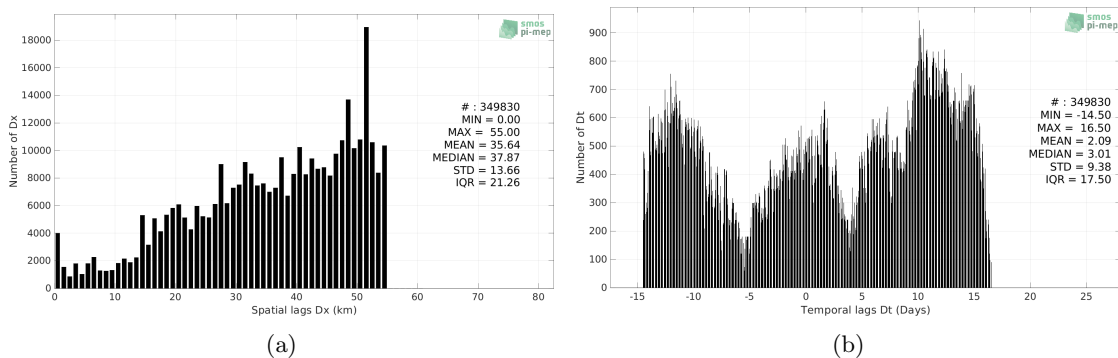 smos
pi-mep
18000
16000
14000
12000
10000
8000
6000
4000
2000
0
Number of Dx
# : 349830
MIN = 0.00
MAX = 55.00
MEAN = 35.64
MEDIAN = 37.87
STD = 13.66
IQR = 21.26
0 10 20 30 40 50 60 70 80
Spatial lags Dx (km)
(a)
smos
pi-mep
900
800
700
600
500
400
300
200
100
0
Number of Dt
# : 349830
MIN = -14.50
MAX = 16.50
MEAN = 2.09
MEDIAN = 3.01
STD = 9.38
IQR = 17.50
-15 -10 -5 0 5 10 15 20 25
Temporal lags Dt (Days)
(b)